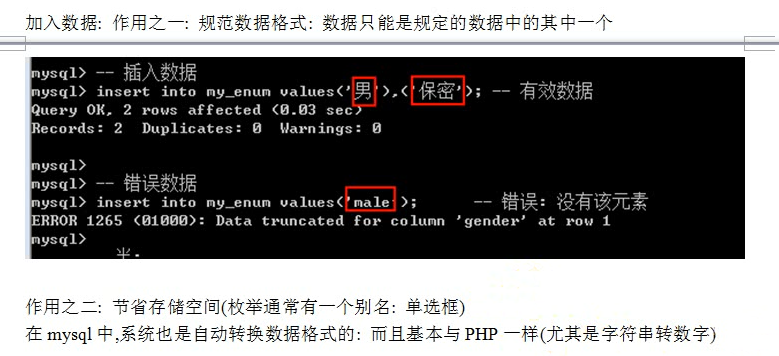 加入数据: 作用之一: 规范数据格式: 数据只能是规定的数据中的其中一个
mysql> -- 插入数据
mysql> insert into my_enum values('男'),('保密'); -- 有效数据
Query OK, 2 rows affected (0.03 sec)
Records: 2  Duplicates: 0  Warnings: 0
mysql>
mysql> -- 错误数据
mysql> insert into my_enum values('male'); -- 错误: 没有该元素
ERROR 1265 (01000): Data truncated for column 'gender' at row 1
mysql>
作用之二: 节省存储空间(枚举通常有一个别名: 单选框)
在 mysql 中,系统也是自动转换数据格式的: 而且基本与 PHP 一样(尤其是字符串转数字)